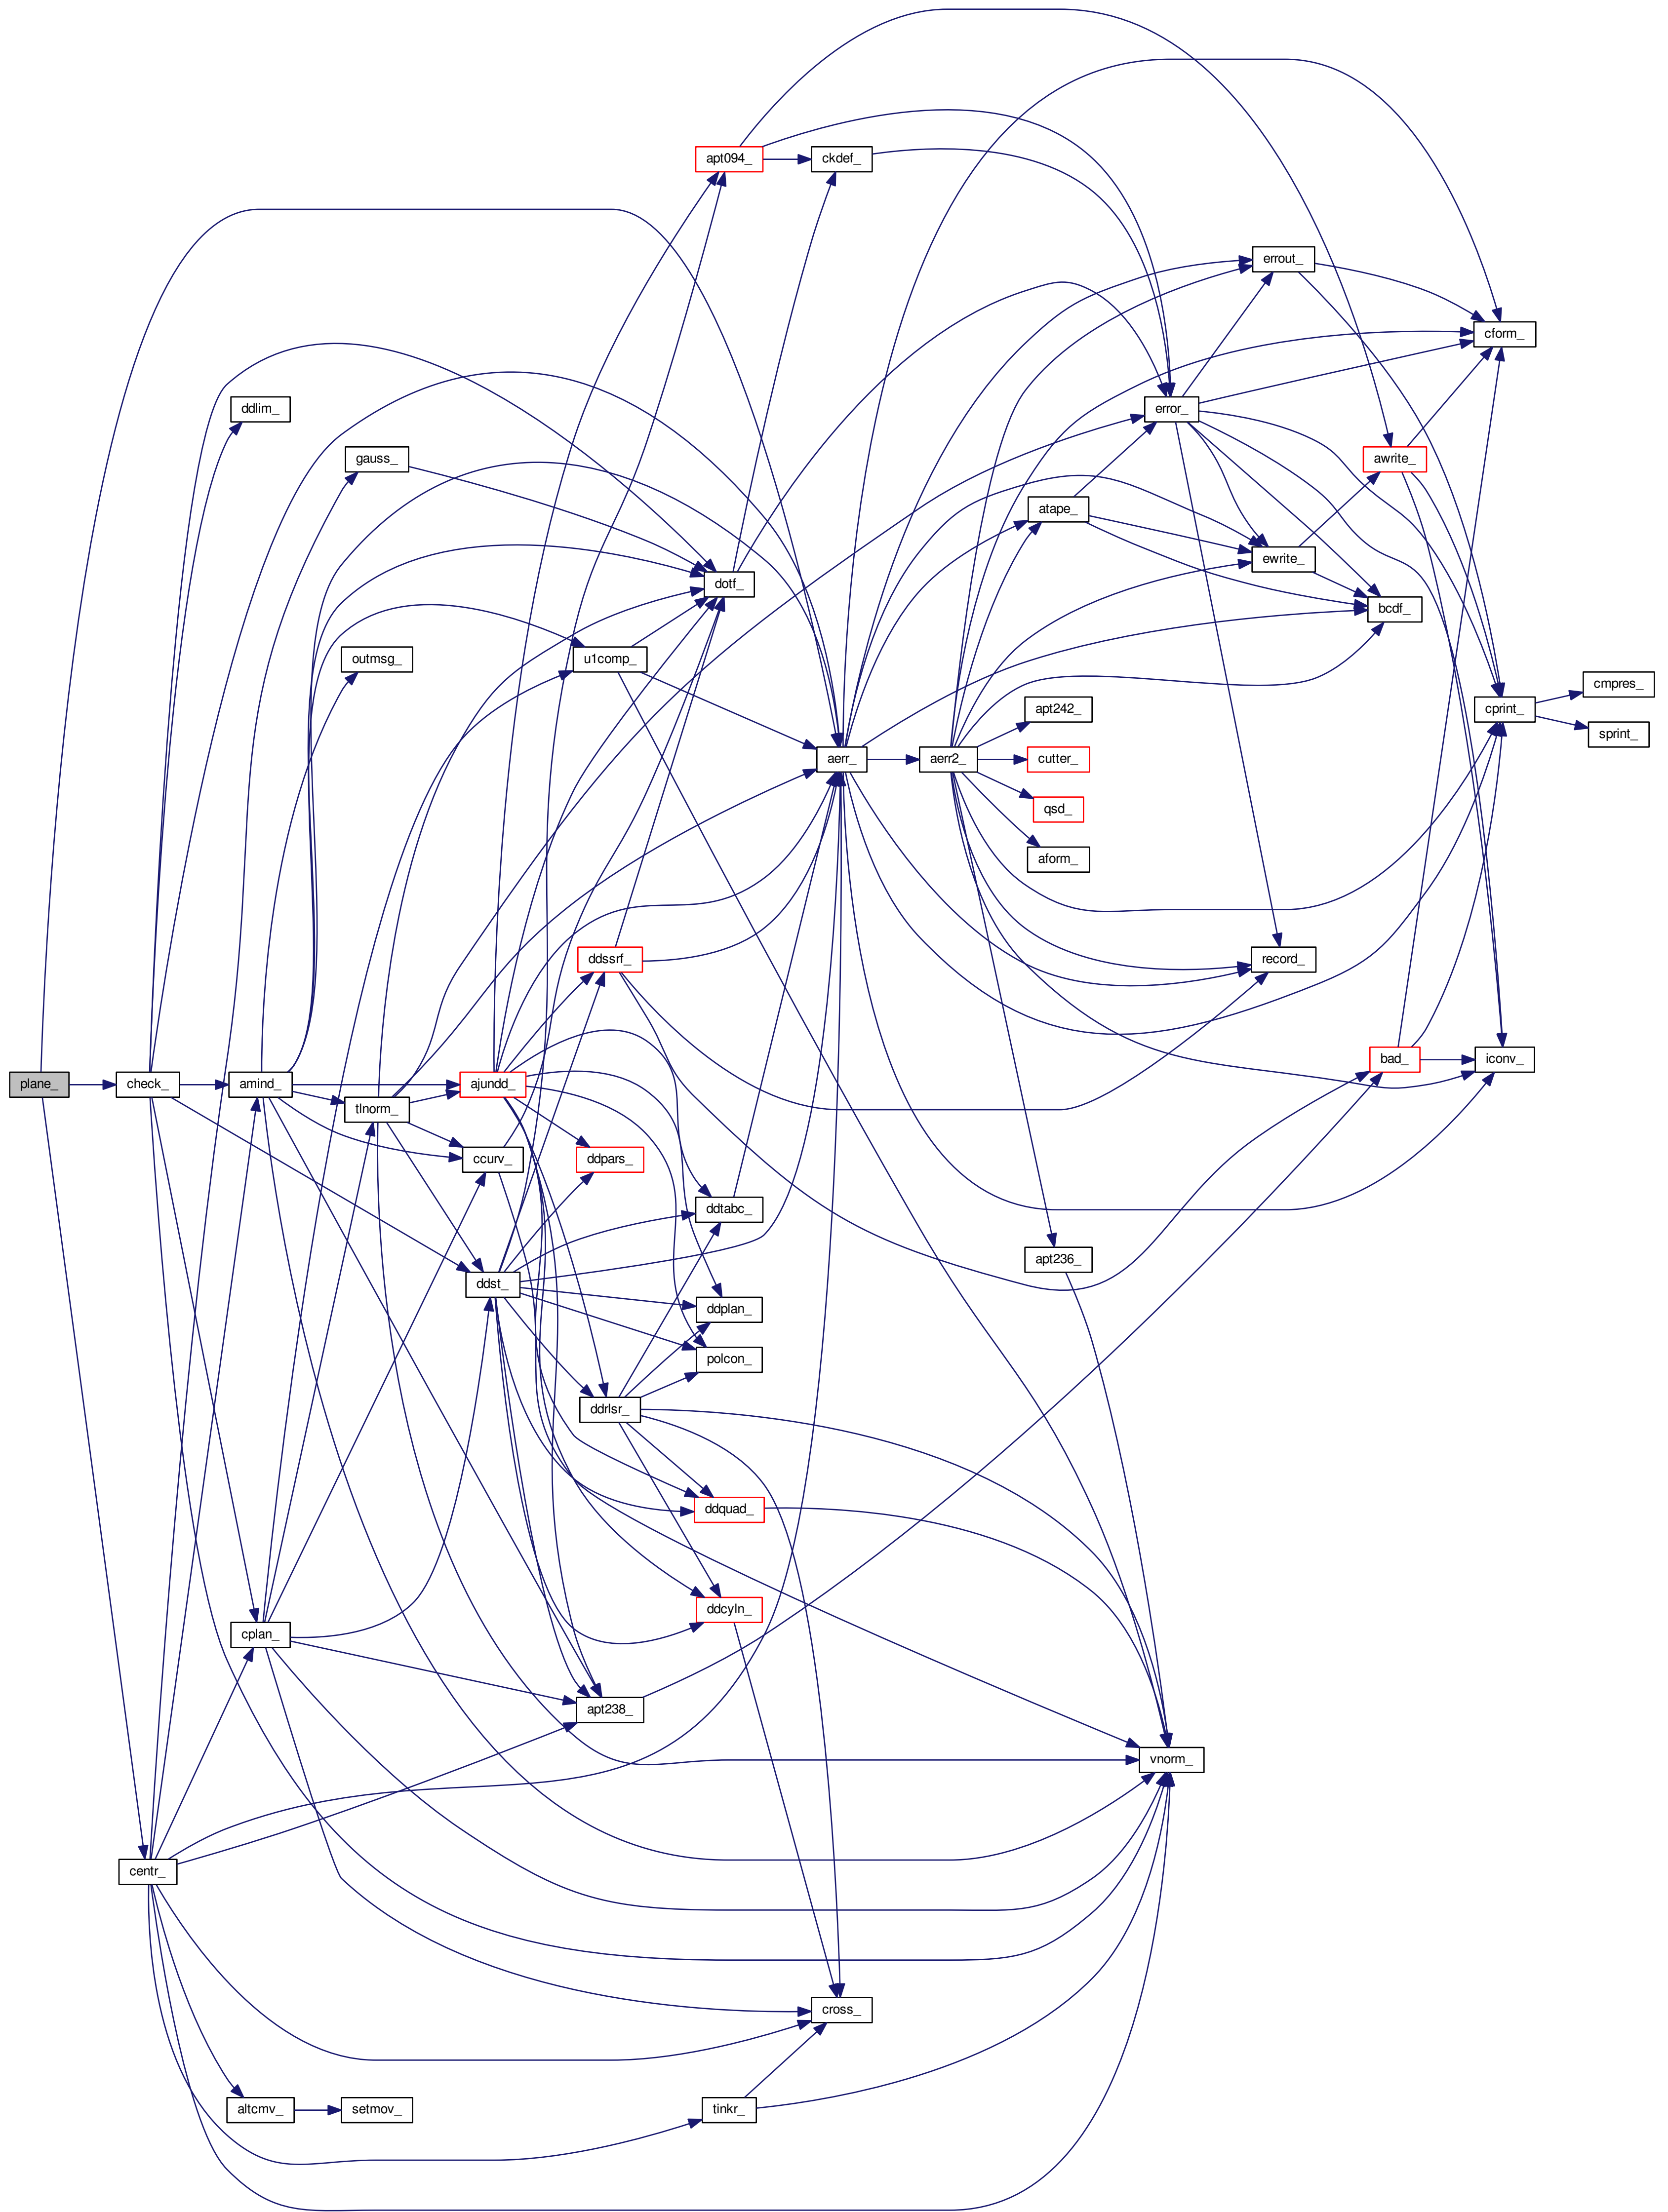 apt094_
ckdef_
errout_
cform_
ddlim_
error_
gauss_
awrite_
atape_
ewrite_
dotf_
bcdf_
outmsg_
u1comp_
cmpres_
apt242_
cprint_
sprint_
aerr_
aerr2_
cutter_
qsd_
aform_
ddssrf_
record_
bad_
iconv_
plane_
check_
amind_
ajundd_
tlnorm_
ccurv_
ddpars_
ddtabc_
apt236_
ddst_
ddplan_
polcon_
ddrlsr_
ddquad_
ddcyln_
cplan_
apt238_
vnorm_
centr_
cross_
altcmv_
setmov_
tinkr_